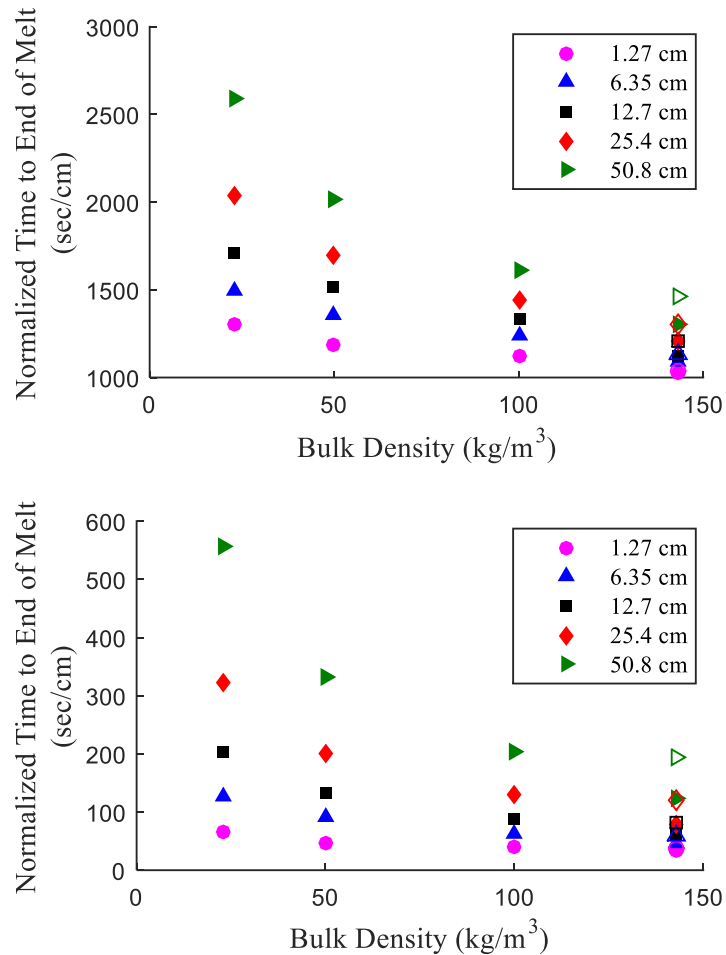 Normalized Time to End of Melt
(sec/cm)
3000
2500
2000
1500
1000
0
50
100
150
Bulk Density (kg/m³)
1.27 cm
6.35 cm
12.7 cm
25.4 cm
50.8 cm
Normalized Time to End of Melt
(sec/cm)
600
500
400
300
200
100
0
0
50
100
150
Bulk Density (kg/m³)
1.27 cm
6.35 cm
12.7 cm
25.4 cm
50.8 cm